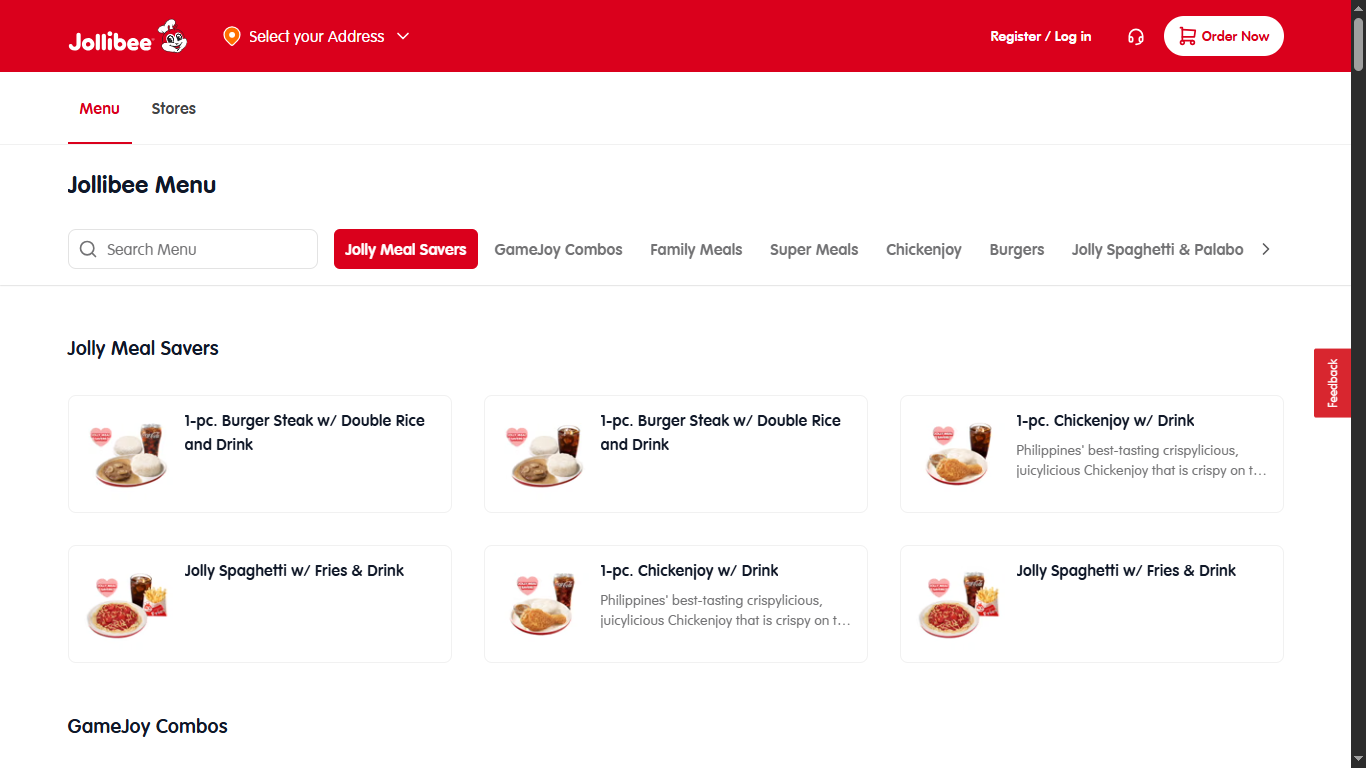 Jollibee
Select your Address
Register / Log in
Order Now
Menu
Stores
Jollibee Menu
Search Menu
Jolly Meal Savers
GameJoy Combos
Family Meals
Super Meals
Chickenjoy
Burgers
Jolly Spaghetti & Palabo
Jolly Meal Savers
Feedback
1-pc. Burger Steak w/ Double Rice
and Drink
1-pc. Burger Steak w/ Double Rice
and Drink
1-pc. Chickenjoy w/ Drink
Philippines' best-tasting crispylicious,
juicylicious Chickenjoy that is crispy on t...
Jolly Spaghetti w/ Fries & Drink
1-pc. Chickenjoy w/ Drink
Philippines' best-tasting crispylicious,
juicylicious Chickenjoy that is crispy on t...
Jolly Spaghetti w/ Fries & Drink
GameJoy Combos